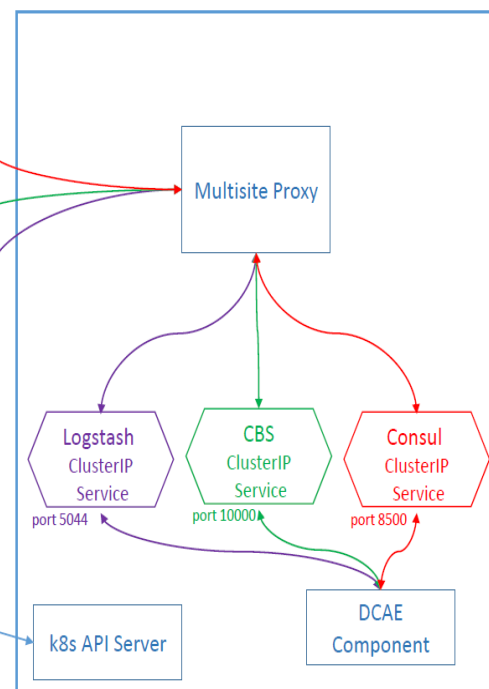 Multisite Proxy
Logstash
ClusterIP
Service
port 5044
CBS
ClusterIP
Service
port 10000
Consul
ClusterIP
Service
port 8500
k8s API Server
DCAE
Component